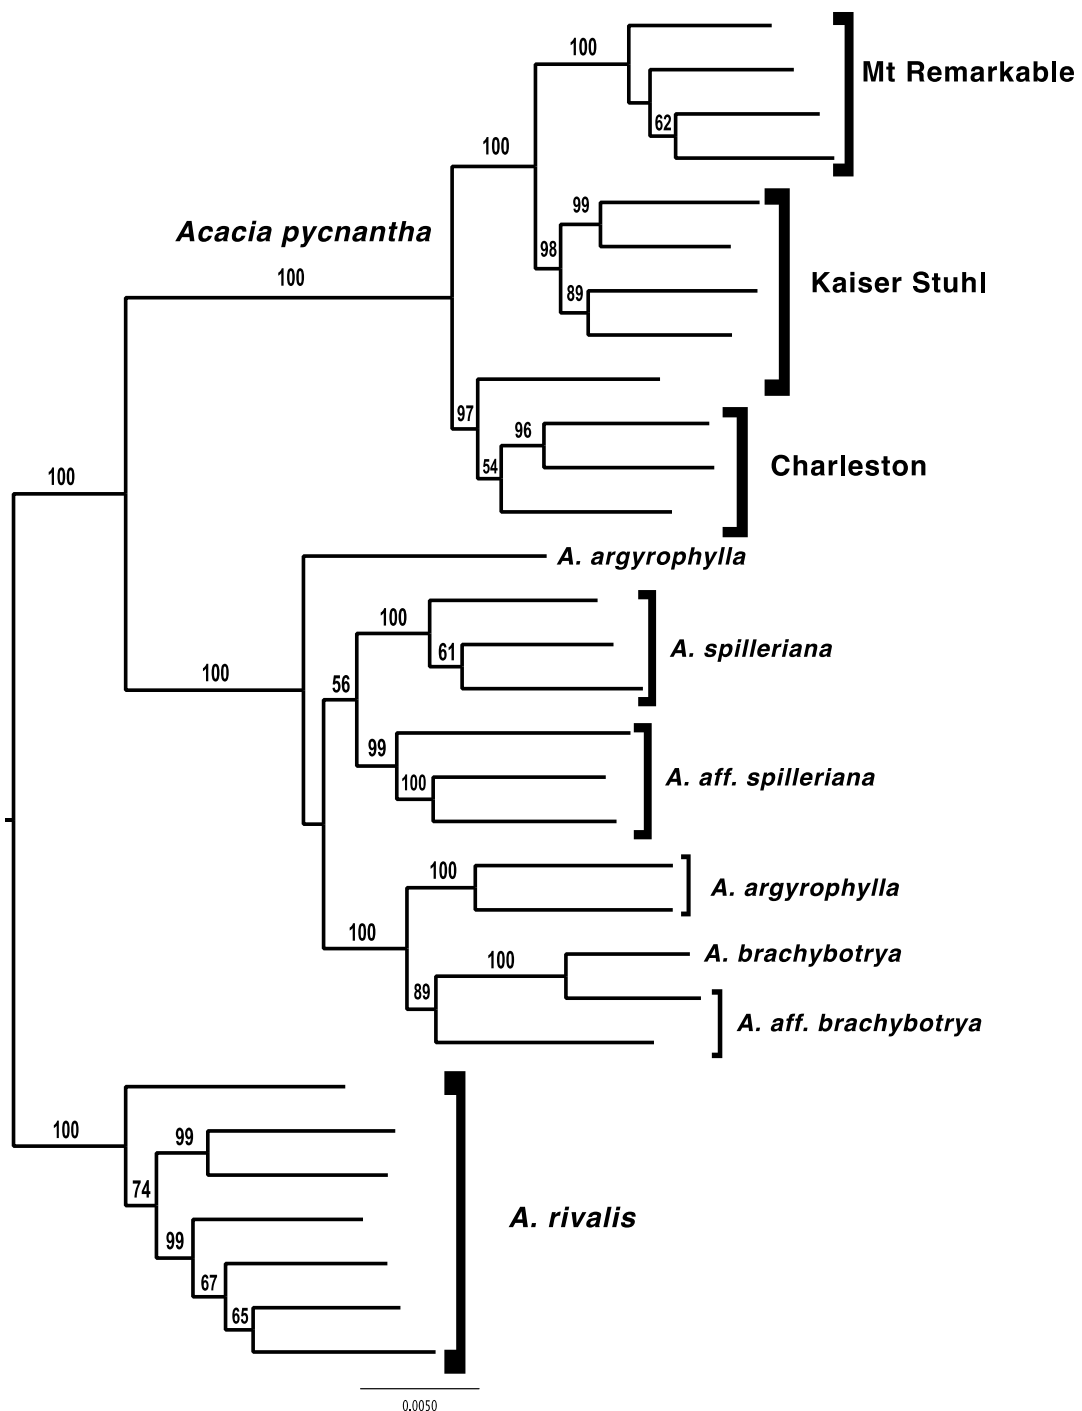 100
Mt Remarkable
62
100
99
Acacia pycnantha
98
100
Kaiser Stuhl
89
97
96
54
Charleston
100
A. argyrophylla
100
61
A. spilleriana
100
56
99
A. aff. spilleriana
100
100
A. argyrophylla
100
100
A. brachybotrya
89
A. aff. brachybotrya
100
99
74
A. rivalis
99
67
65
0.0050